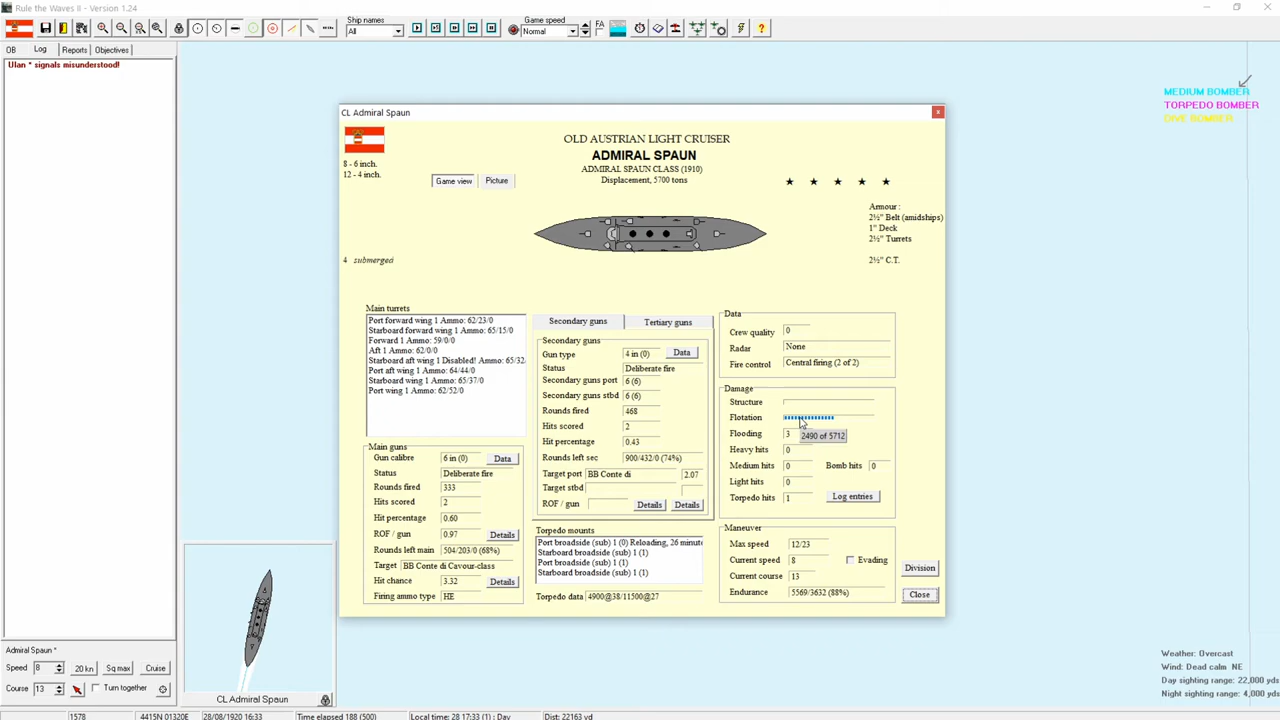 Rule the Waves II - Version 1.24
Ship names
All
Game speed
Normal
FA
OB
Log
Reports
Objectives
Ulan * signals misunderstood!
MEDIUM BOMBER
TORPEDO BOMBER
DIVE BOMBER
CL Admiral Spaun
8 - 6 inch.
12 - 4 inch.
OLD AUSTRIAN LIGHT CRUISER
ADMIRAL SPAUN
ADMIRAL SPAUN CLASS (1910)
Displacement, 5700 tons
Game view
Picture
Armour :
2½" Belt (amidships)
1" Deck
2½" Turrets
2½" C.T.
4 submerged
Main turrets
Port forward wing 1 Ammo: 62/23/0
Starboard forward wing 1 Ammo: 65/15/0
Forward 1 Ammo: 59/0/0
Aft 1 Ammo: 62/0/0
Starboard aft wing 1 Disabled! Ammo: 65/32
Port aft wing 1 Ammo: 64/44/0
Starboard wing 1 Ammo: 65/37/0
Port wing 1 Ammo: 62/52/0
Main guns
Gun calibre 6 in (0) Data
Status Deliberate fire
Rounds fired 333
Hits scored 2
Hit percentage 0.60
ROF / gun 0.97 Details
Rounds left main 504/203/0 (68%)
Target BB Conte di Cavour-class
Hit chance 3.32 Details
Firing ammo type HE
Secondary guns
Tertiary guns
Secondary guns
Gun type 4 in (0) Data
Status Deliberate fire
Secondary guns port 6 (6)
Secondary guns stbd 6 (6)
Rounds fired 468
Hits scored 2
Hit percentage 0.43
Rounds left sec 900/432/0 (74%)
Target port BB Conte di 2.07
Target stbd
ROF / gun Details Details
Torpedo mounts
Port broadside (sub) 1 (0) Reloading, 26 minute
Starboard broadside (sub) 1 (1)
Port broadside (sub) 1 (1)
Starboard broadside (sub) 1 (1)
Torpedo data 4900@38/11500@27
Data
Crew quality 0
Radar None
Fire control Central firing (2 of 2)
Damage
Structure
Flotation
Flooding 3
2490 of 5712
Heavy hits 0
Medium hits 0 Bomb hits 0
Light hits 0
Torpedo hits 1 Log entries
Maneuver
Max speed 12/23
Current speed 8 Evading
Current course 13
Endurance 5569/3632 (88%)
Division
Close
Admiral Spaun *
Speed 8 20 kn Sq max Cruise
Course 13 Turn together
CL Admiral Spaun
Weather: Overcast
Wind: Dead calm NE
Day sighting range: 22,000 yds
Night sighting range: 4,000 yds
1578
4415N 01320E
28/08/1920 16:33
Time elapsed 188 (500)
Local time: 28 17:33 (1) : Day
Dist: 22163 yd